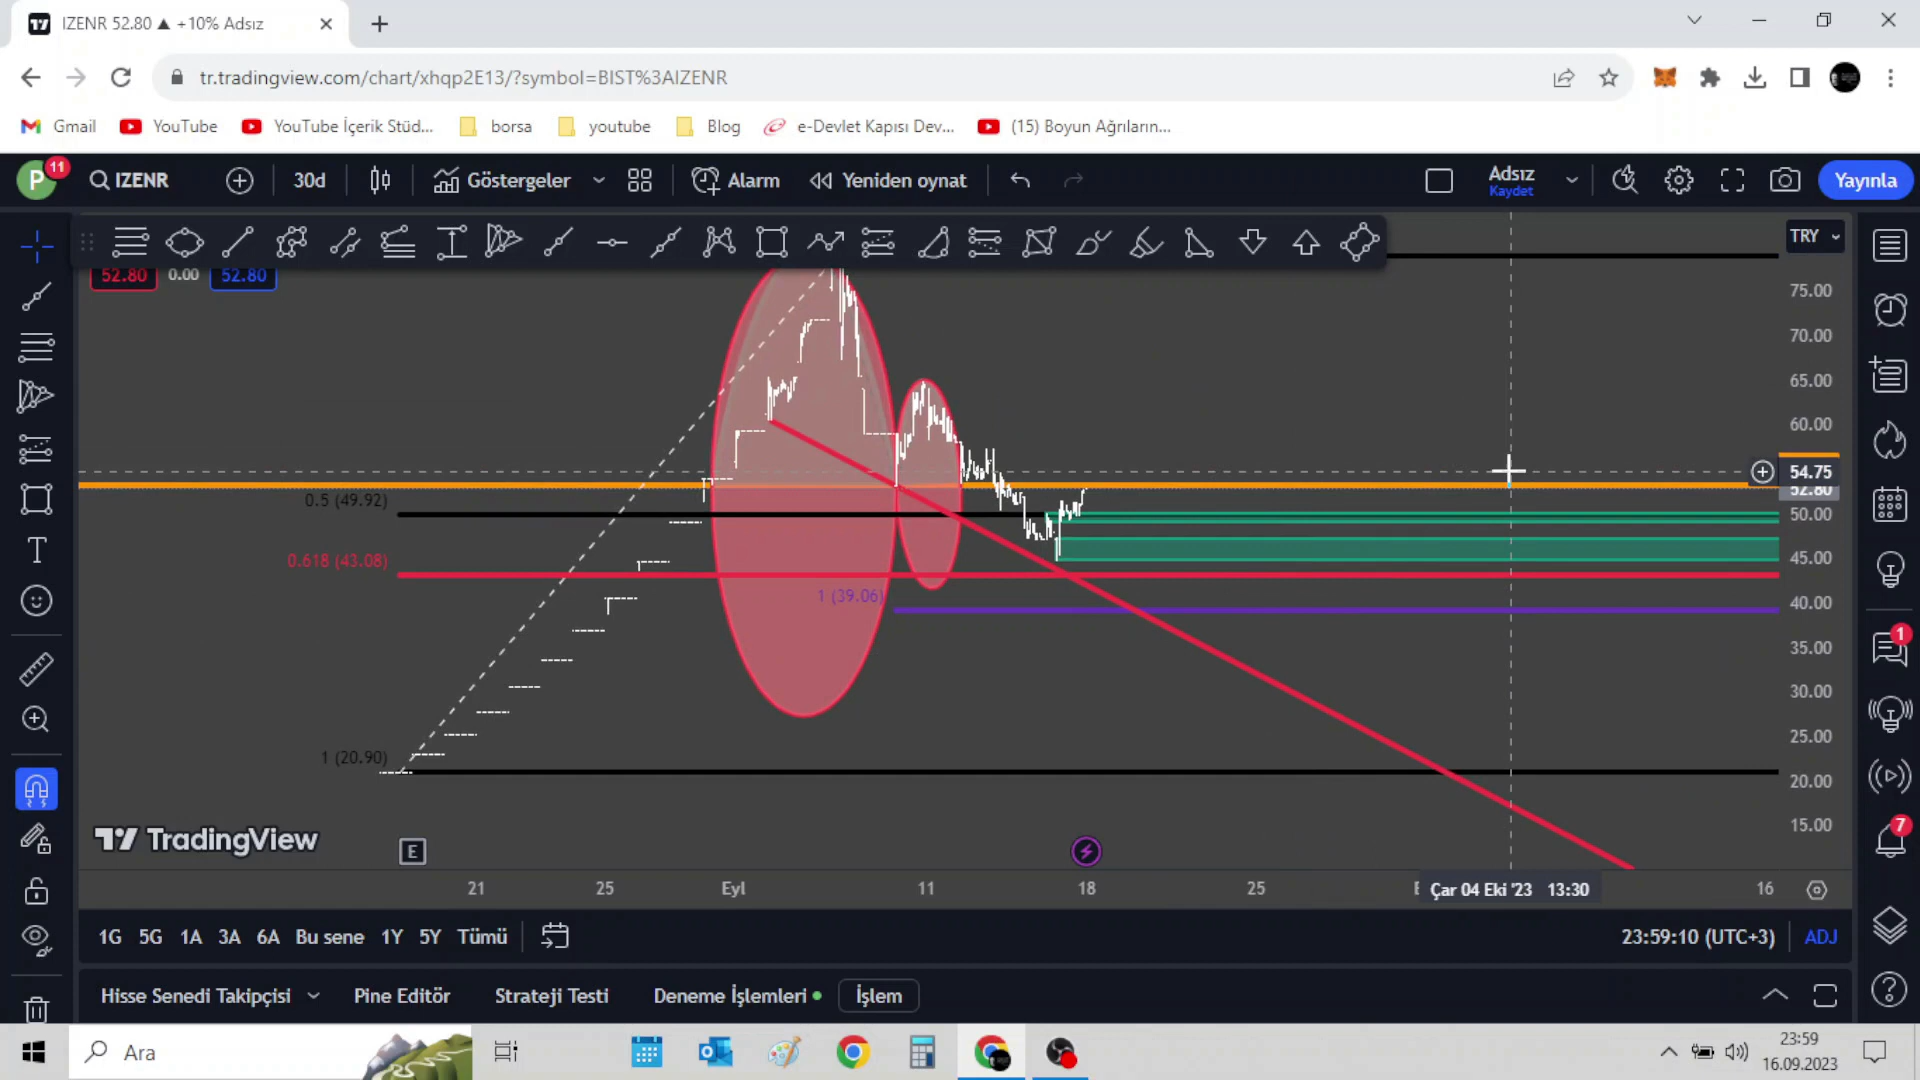 IZENR 52.80 ▲ +10% Adsız
tr.tradingview.com/chart/xhqp2E13/?symbol=BIST%3AIZENR
Gmail YouTube YouTube İçerik Stüd... borsa youtube Blog e-Devlet Kapısı Dev... (15) Boyun Ağrıların...
P 11 IZENR 30d Göstergeler Alarm Yeniden oynat Adsız Yayınla
Kaydet
TRY
52.80 0.00 52.80
75.00
70.00
65.00
60.00
54.75
52.80
0.5 (49.92)
50.00
0.618 (43.08)
45.00
1 (39.06)
40.00
35.00
1
30.00
25.00
1 (20.90)
20.00
15.00
7
TradingView
E
21 25 Eyl 11 18 25 Çar 04 Eki '23 13:30 16
1G 5G 1A 3A 6A Bu sene 1Y 5Y Tümü 23:59:10 (UTC+3) ADJ
Hisse Senedi Takipçisi Pine Editör Strateji Testi Deneme İşlemleri İşlem
Ara
23:59
16.09.2023